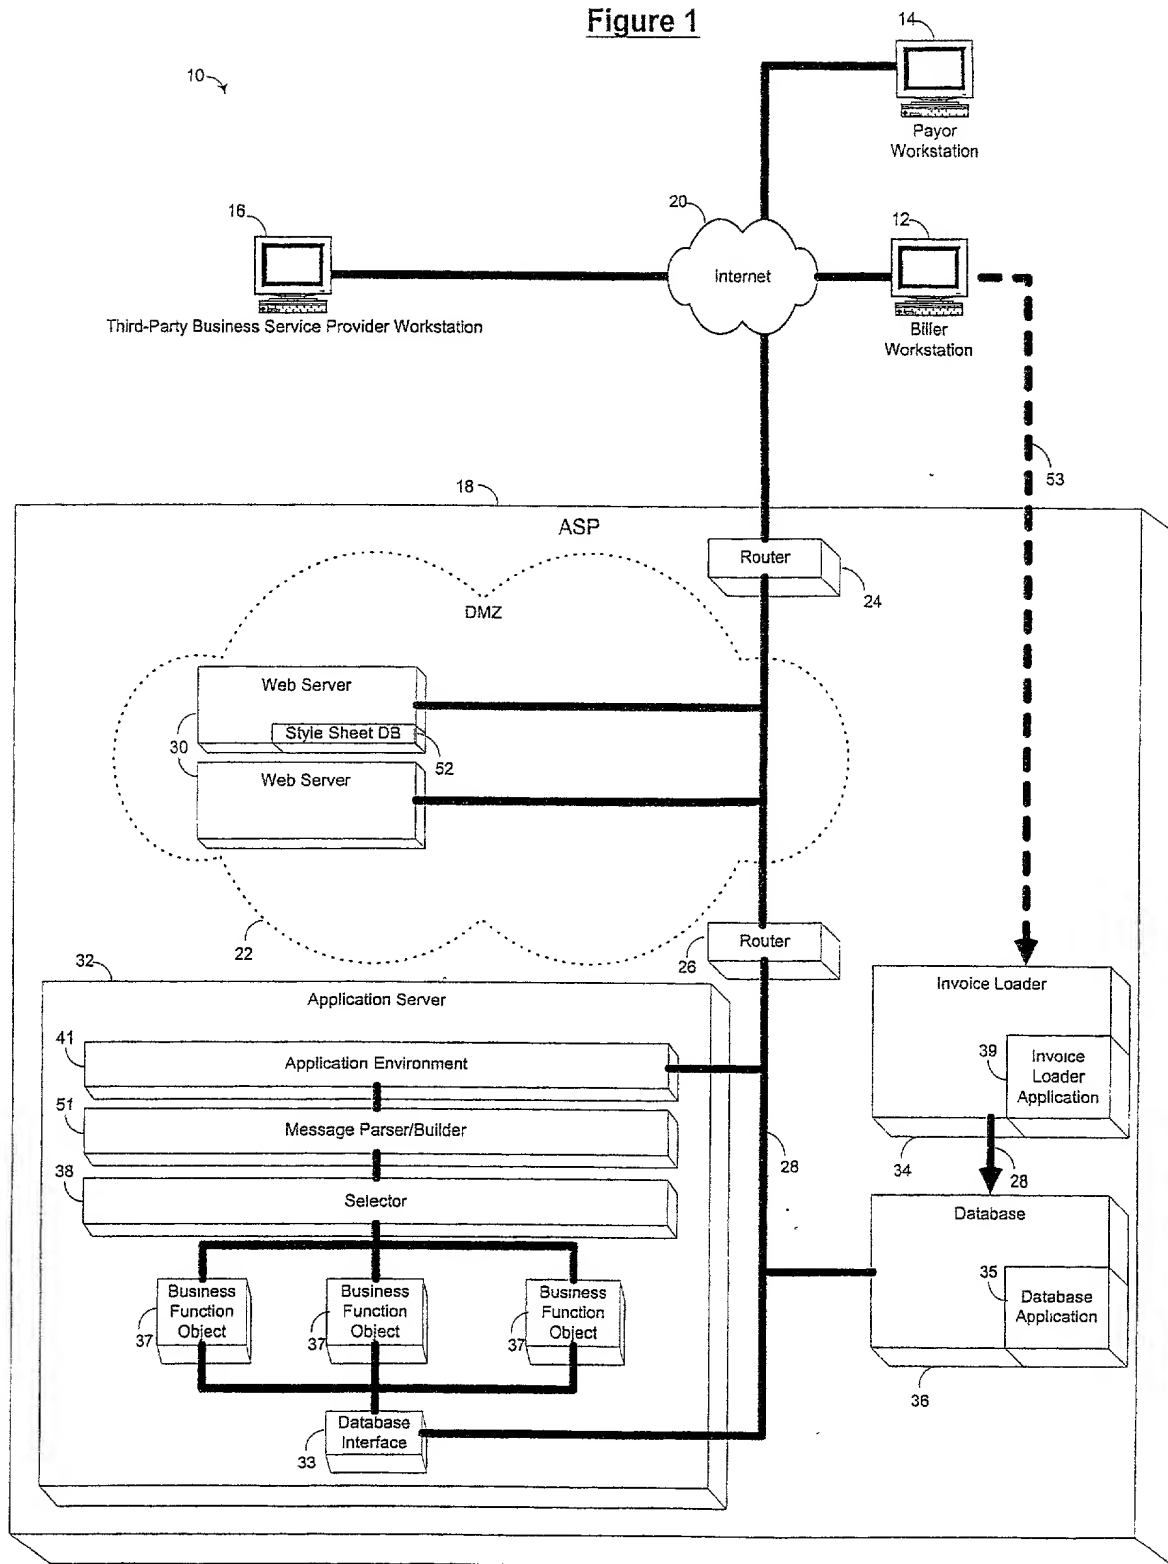 Figure 1
14
10
Payor
Workstation
20
16
12
Internet
Third-Party Business Service Provider Workstation
Biller
Workstation
53
18
ASP
Router
24
DMZ
Web Server
Style Sheet DB
30
52
Web Server
22
Router
26
32
Application Server
Invoice Loader
41
Application Environment
39
Invoice
Loader
Application
51
Message Parser/Builder
38
28
34
28
Selector
Database
Business
Function
Object
37
Business
Function
Object
37
Business
Function
Object
37
35
Database
Application
36
Database
Interface
33